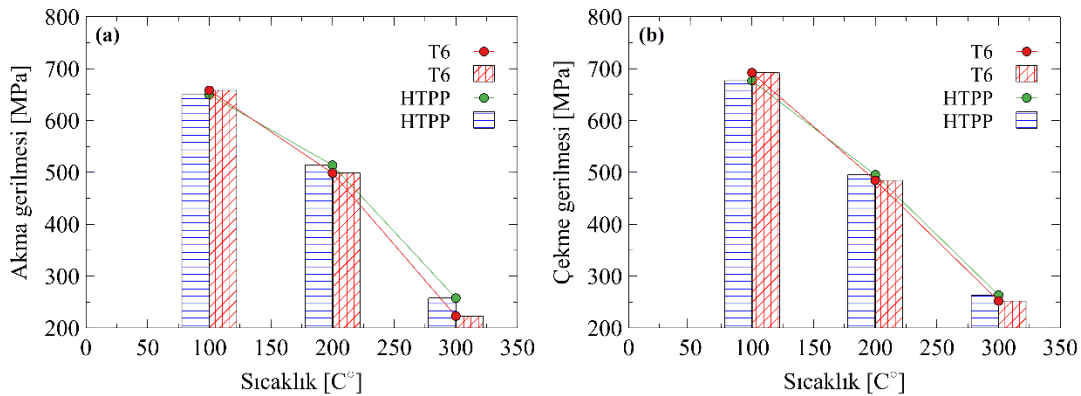 (a)
T6
T6
HTPP
HTPP
Akma gerilmesi [MPa]
800
700
600
500
400
300
200
0 50 100 150 200 250 300 350
Sıcaklık [C°]
(b)
T6
T6
HTPP
HTPP
Çekme gerilmesi [MPa]
800
700
600
500
400
300
200
0 50 100 150 200 250 300 350
Sıcaklık [C°]